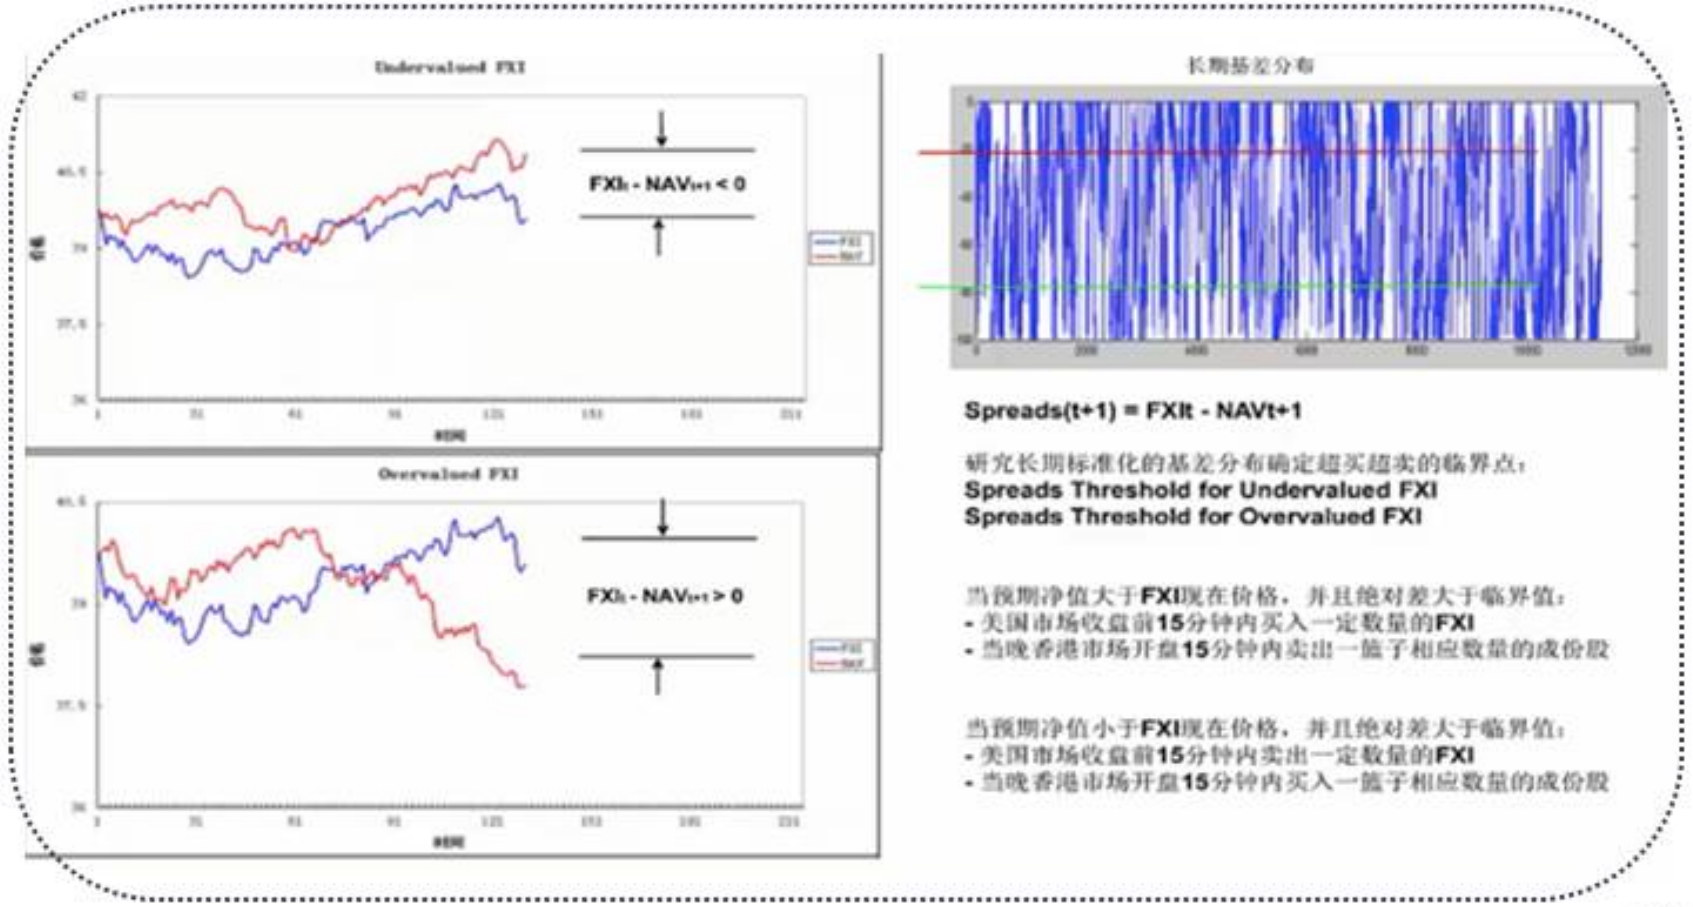 Undervalued FXI
42
40.5
39
37.5
36
价格
1
31
61
91
121
151
181
211
时间
FXIt - NAVt+1 < 0
FXI
NAV
Overvalued FXI
40.5
39
37.5
36
价格
1
31
61
91
121
151
181
211
时间
FXIt - NAVt+1 > 0
FXI
NAV
长期基差分布
0
200
400
600
800
1000
1200
Spreads(t+1) = FXIt - NAVt+1
研究长期标准化的基差分布确定超买超卖的临界点：
Spreads Threshold for Undervalued FXI
Spreads Threshold for Overvalued FXI
当预期净值大于FXI现在价格，并且绝对差大于临界值：
- 美国市场收盘前15分钟内买入一定数量的FXI
- 当晚香港市场开盘15分钟内卖出一篮子相应数量的成份股
当预期净值小于FXI现在价格，并且绝对差大于临界值：
- 美国市场收盘前15分钟内卖出一定数量的FXI
- 当晚香港市场开盘15分钟内买入一篮子相应数量的成份股